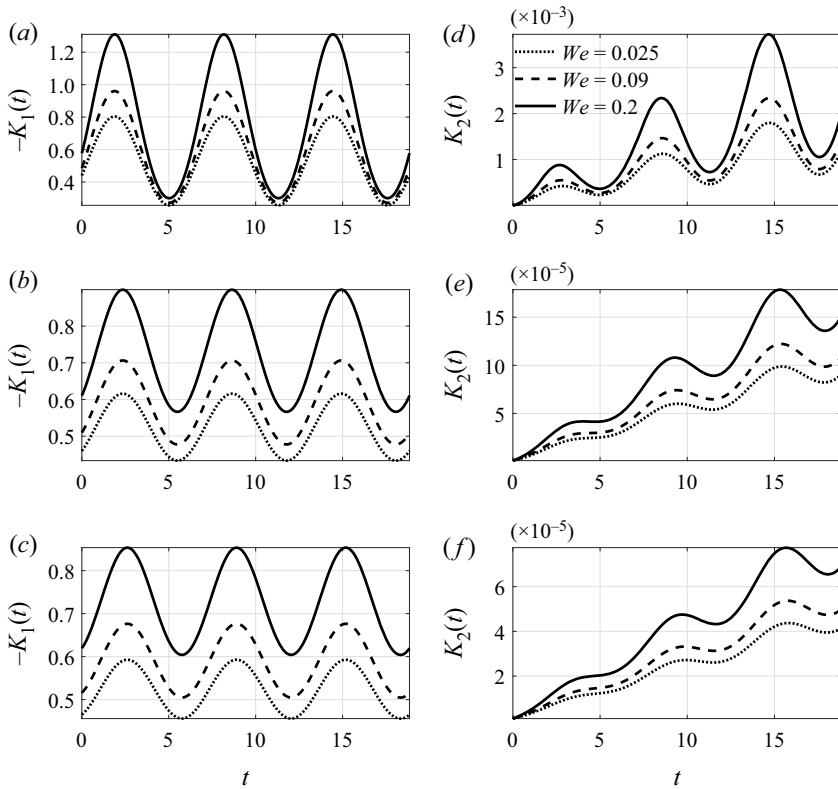 (a)
–K1(t)
1.2
1.0
0.8
0.6
0.4
0 5 10 15
(d)
(×10–3)
K2(t)
3
2
1
0 5 10 15
We = 0.025
We = 0.09
We = 0.2
(b)
–K1(t)
0.8
0.7
0.6
0.5
0 5 10 15
(e)
(×10–5)
K2(t)
15
10
5
0 5 10 15
(c)
–K1(t)
0.8
0.7
0.6
0.5
0 5 10 15
t
(f)
(×10–5)
K2(t)
6
4
2
0 5 10 15
t